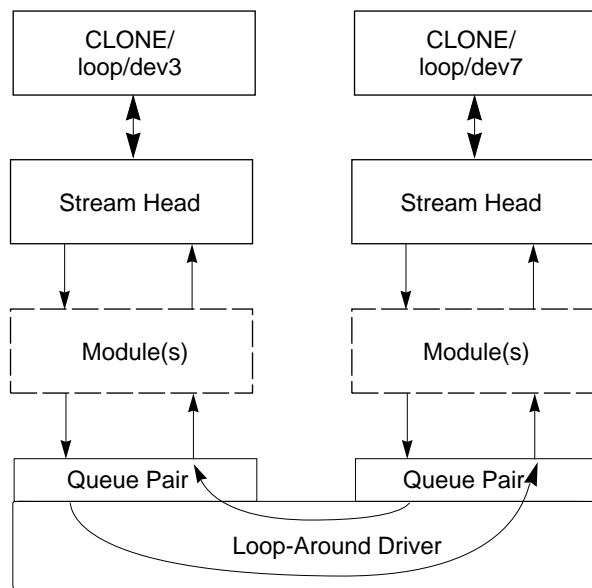 CLONE/
loop/dev3
CLONE/
loop/dev7
Stream Head
Stream Head
Module(s)
Module(s)
Queue Pair
Queue Pair
Loop-Around Driver